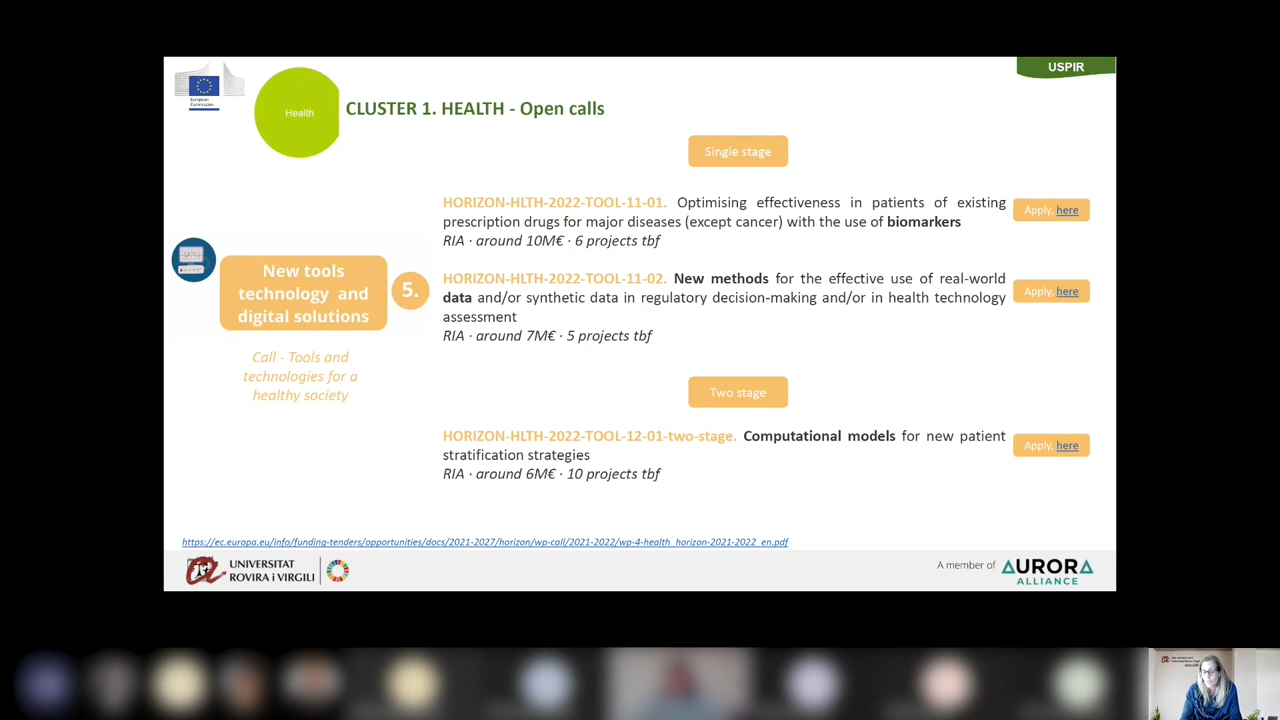 USPIR
European
Commission
Health
CLUSTER 1. HEALTH - Open calls
Single stage
HORIZON-HLTH-2022-TOOL-11-01. Optimising effectiveness in patients of existing
prescription drugs for major diseases (except cancer) with the use of biomarkers
RIA · around 10M€ · 6 projects tbf
Apply, here
New tools
technology and
digital solutions
5.
HORIZON-HLTH-2022-TOOL-11-02. New methods for the effective use of real-world
data and/or synthetic data in regulatory decision-making and/or in health technology
assessment
RIA · around 7M€ · 5 projects tbf
Apply, here
Call - Tools and
technologies for a
healthy society
Two stage
HORIZON-HLTH-2022-TOOL-12-01-two-stage. Computational models for new patient
stratification strategies
RIA · around 6M€ · 10 projects tbf
Apply, here
https://ec.europa.eu/info/funding-tenders/opportunities/docs/2021-2027/horizon/wp-call/2021-2022/wp-4-health_horizon-2021-2022_en.pdf
UNIVERSITAT
ROVIRA i VIRGILI
A member of
AURORA
ALLIANCE